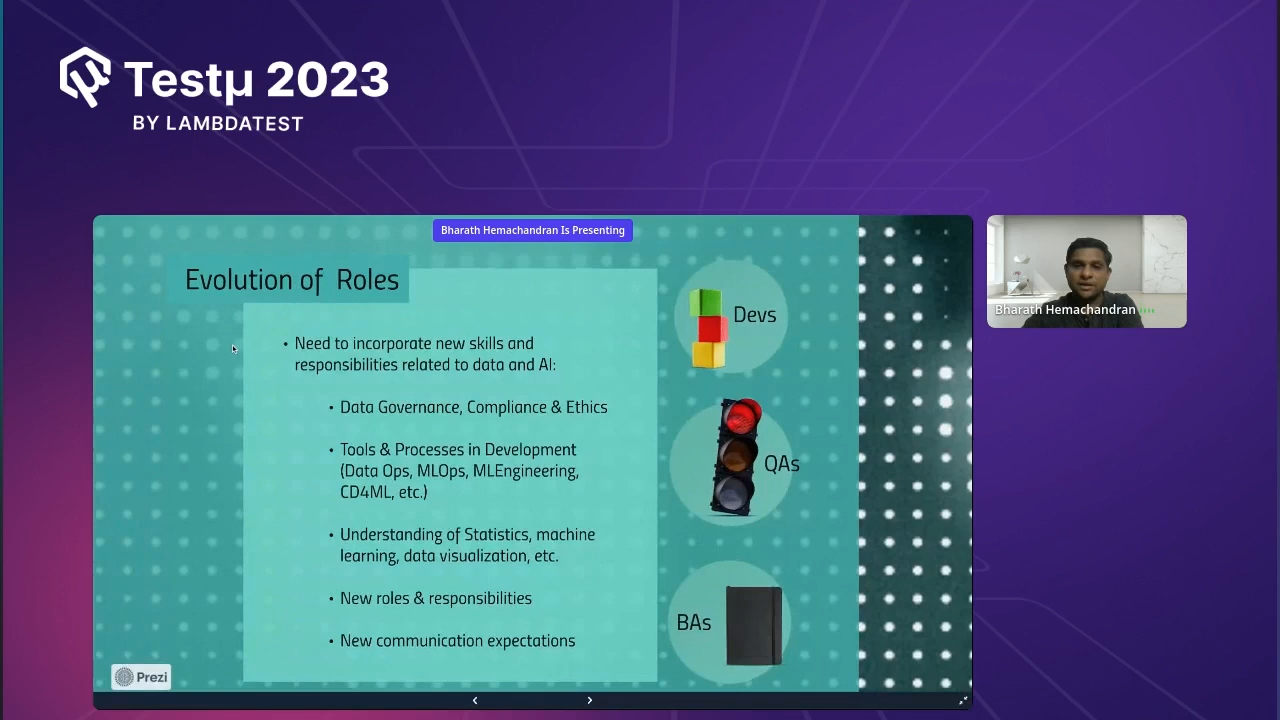 Testμ 2023
BY LAMBDATEST
Bharath Hemachandran Is Presenting
Evolution of Roles
• Need to incorporate new skills and
responsibilities related to data and AI:
• Data Governance, Compliance & Ethics
• Tools & Processes in Development
(Data Ops, MLOps, MLEngineering,
CD4ML, etc.)
• Understanding of Statistics, machine
learning, data visualization, etc.
• New roles & responsibilities
• New communication expectations
Devs
QAs
BAs
Prezi
Bharath Hemachandran